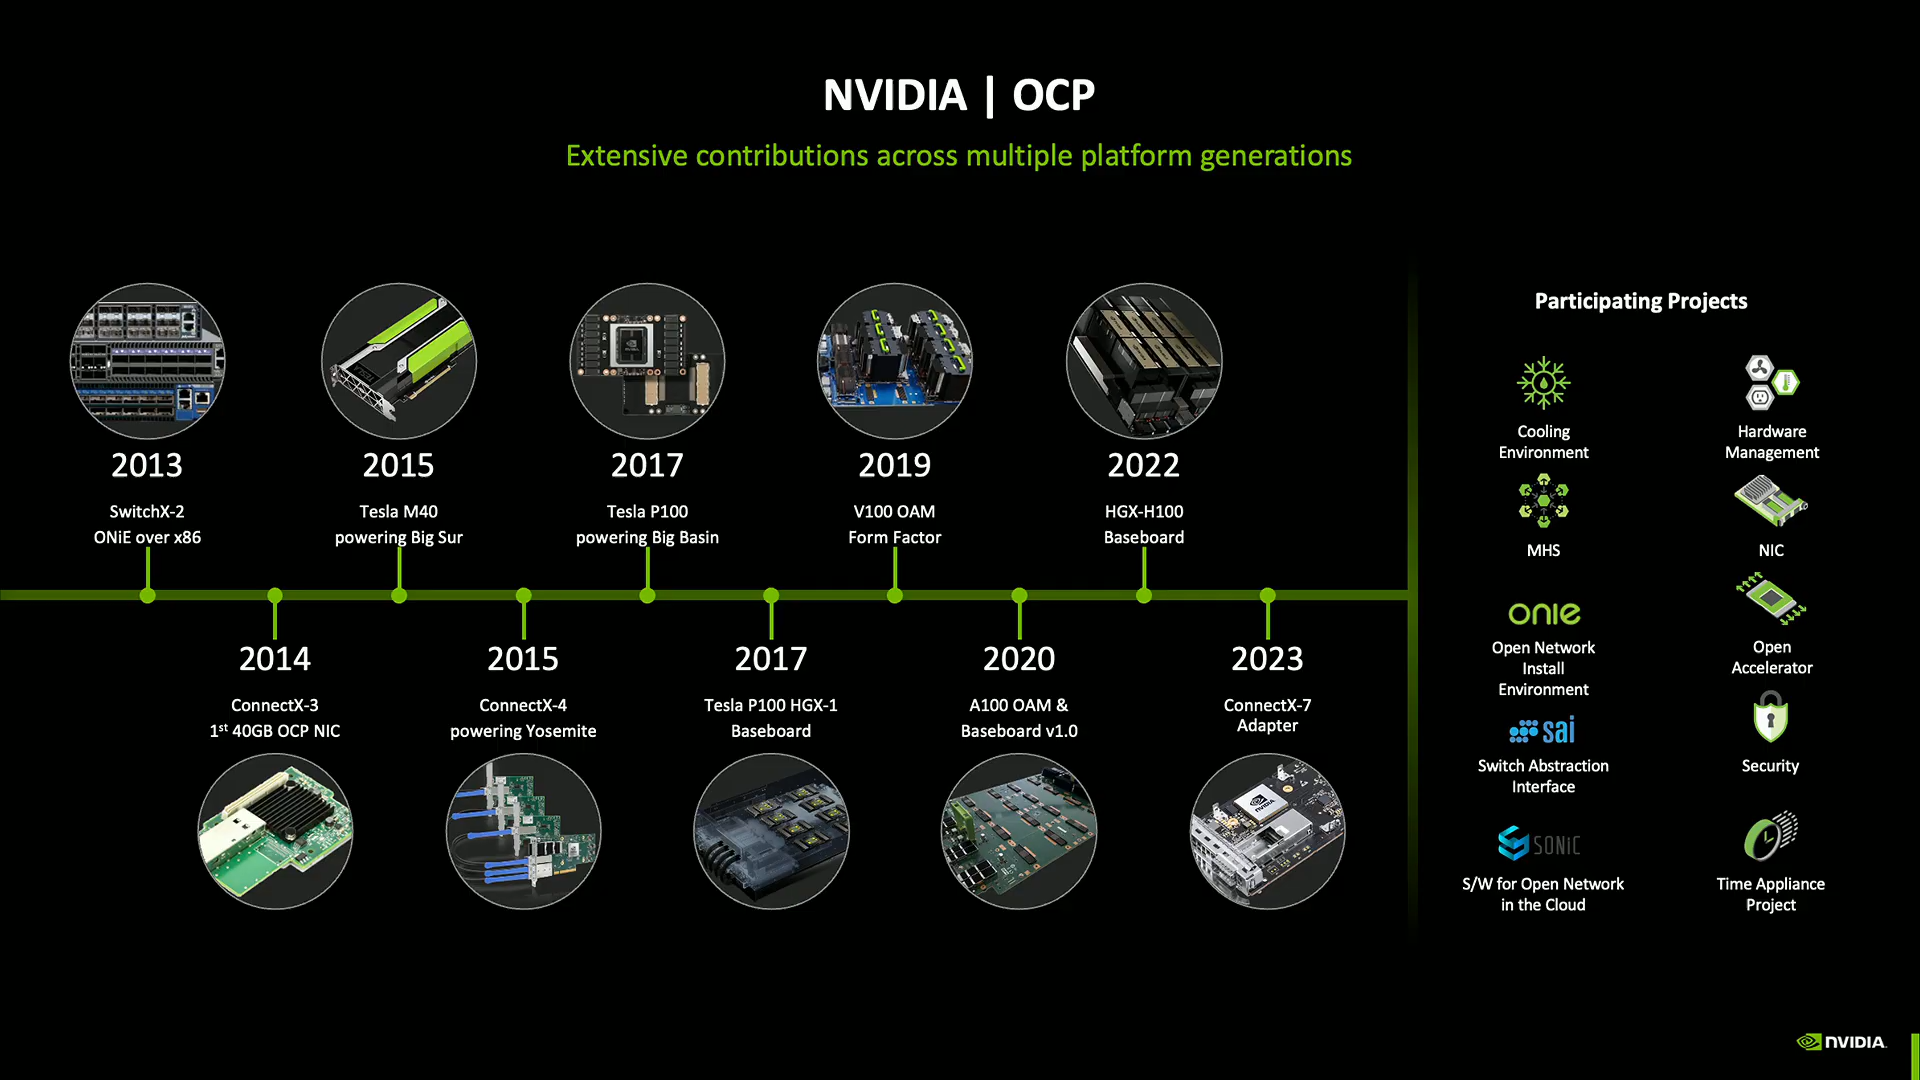 NVIDIA | OCP
Extensive contributions across multiple platform generations
2013
SwitchX-2
ONiE over x86
2015
Tesla M40
powering Big Sur
2017
Tesla P100
powering Big Basin
2019
V100 OAM
Form Factor
2022
HGX-H100
Baseboard
2014
ConnectX-3
1st 40GB OCP NIC
2015
ConnectX-4
powering Yosemite
2017
Tesla P100 HGX-1
Baseboard
2020
A100 OAM &
Baseboard v1.0
2023
ConnectX-7
Adapter
TESLA
NVIDIA
Participating Projects
Cooling
Environment
Hardware
Management
MHS
NIC
onie
Open Network
Install
Environment
Open
Accelerator
sai
Switch Abstraction
Interface
Security
SONiC
S/W for Open Network
in the Cloud
Time Appliance
Project
NVIDIA